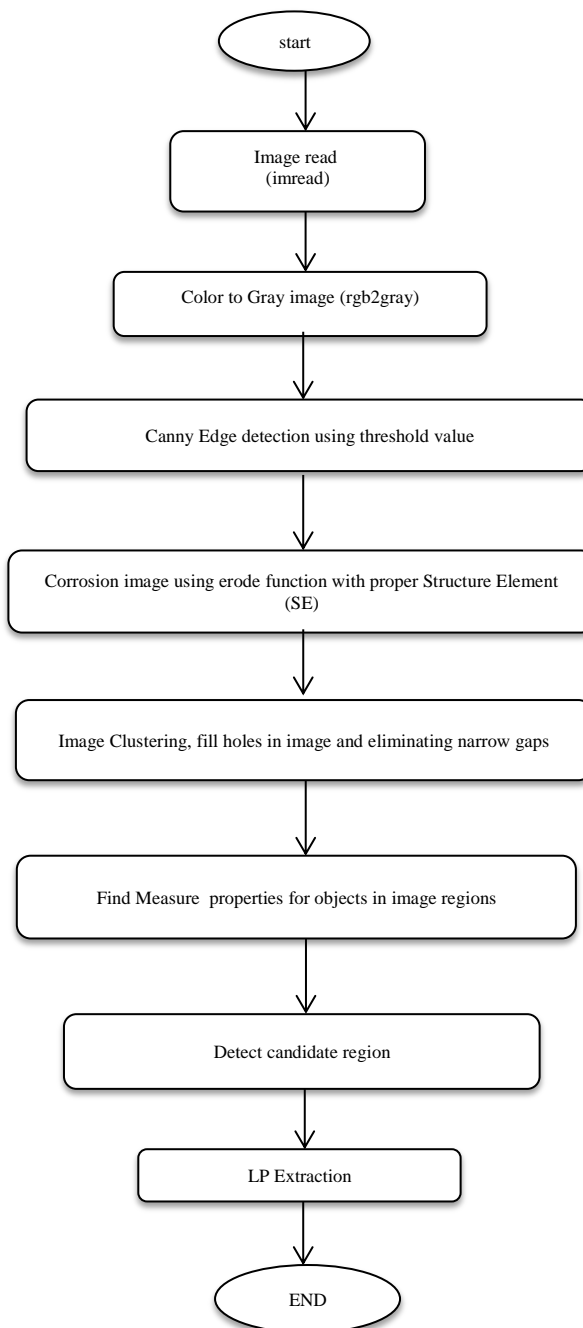 start
Image read
(imread)
Color to Gray image (rgb2gray)
Canny Edge detection using threshold value
Corrosion image using erode function with proper Structure Element
(SE)
Image Clustering, fill holes in image and eliminating narrow gaps
Find Measure properties for objects in image regions
Detect candidate region
LP Extraction
END